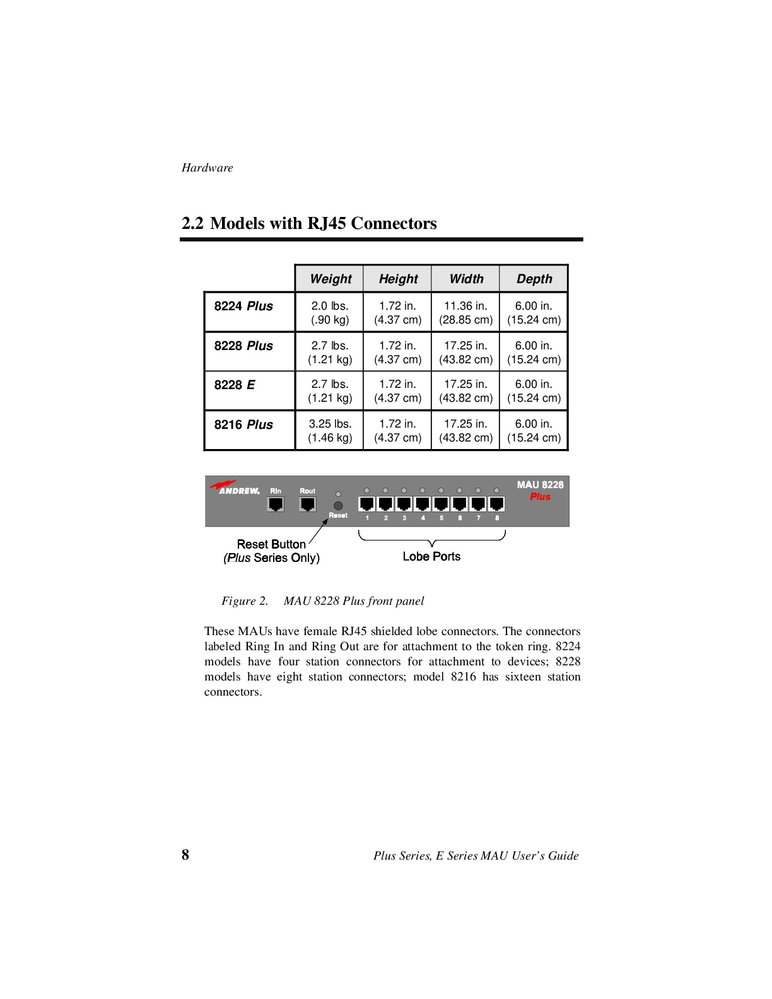 Hardware
2.2 Models with RJ45 Connectors
Weight Height Width Depth
8224 Plus 2.0 lbs. 1.72 in. 11.36 in. 6.00 in.
(.90 kg) (4.37 cm) (28.85 cm) (15.24 cm)
8228 Plus 2.7 lbs. 1.72 in. 17.25 in. 6.00 in.
(1.21 kg) (4.37 cm) (43.82 cm) (15.24 cm)
8228 E 2.7 lbs. 1.72 in. 17.25 in. 6.00 in.
(1.21 kg) (4.37 cm) (43.82 cm) (15.24 cm)
8216 Plus 3.25 lbs. 1.72 in. 17.25 in. 6.00 in.
(1.46 kg) (4.37 cm) (43.82 cm) (15.24 cm)
ANDREW. RIn Rout MAU 8228
Plus
Reset 1 2 3 4 5 6 7 8
Reset Button
(Plus Series Only)
Lobe Ports
Figure 2. MAU 8228 Plus front panel
These MAUs have female RJ45 shielded lobe connectors. The connectors
labeled Ring In and Ring Out are for attachment to the token ring. 8224
models have four station connectors for attachment to devices; 8228
models have eight station connectors; model 8216 has sixteen station
connectors.
8 Plus Series, E Series MAU User's Guide